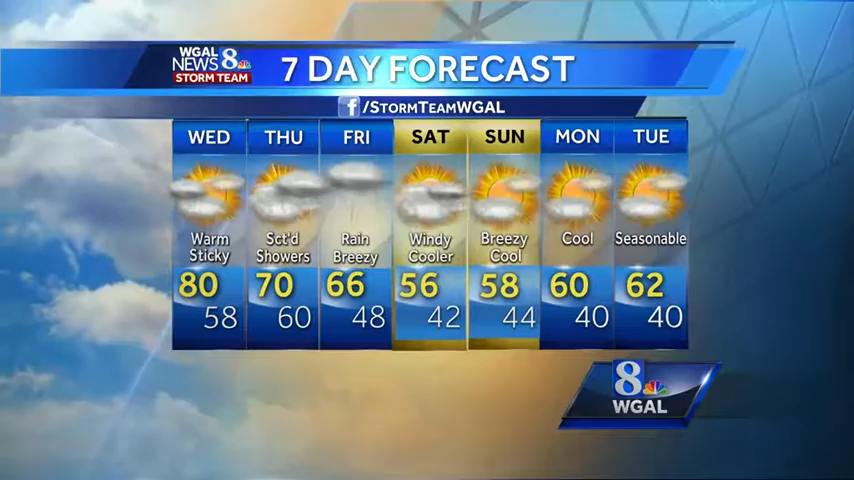 WGAL
NEWS 8
STORM TEAM
7 DAY FORECAST
f/STORMTEAMWGAL
WED THU FRI SAT SUN MON TUE
Warm Sct'd Rain Windy Breezy Cool Seasonable
Sticky Showers Breezy Cooler Cool
80 70 66 56 58 60 62
58 60 48 42 44 40 40
8
WGAL